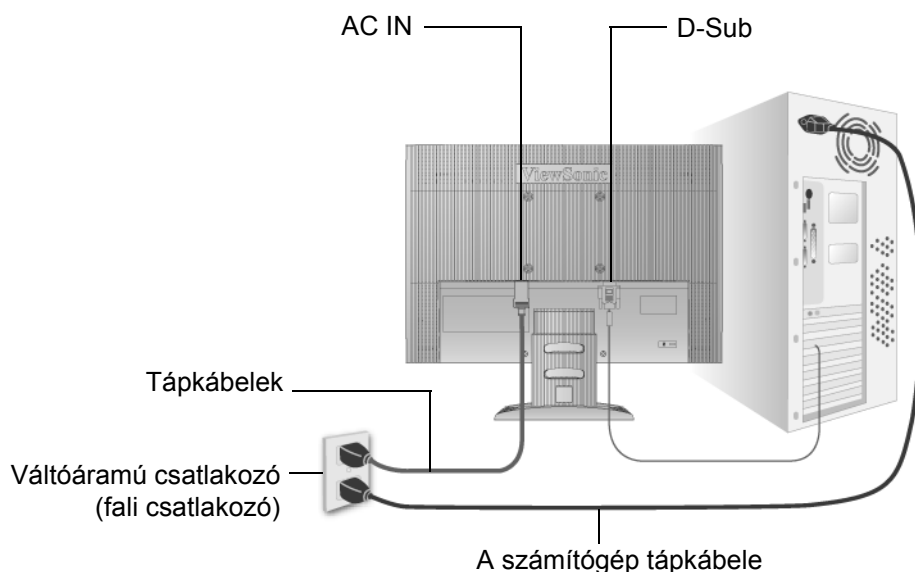 AC IN
D-Sub
ViewSonic
Tápkábelek
Váltóáramú csatlakozó
(fali csatlakozó)
A számítógép tápkábele